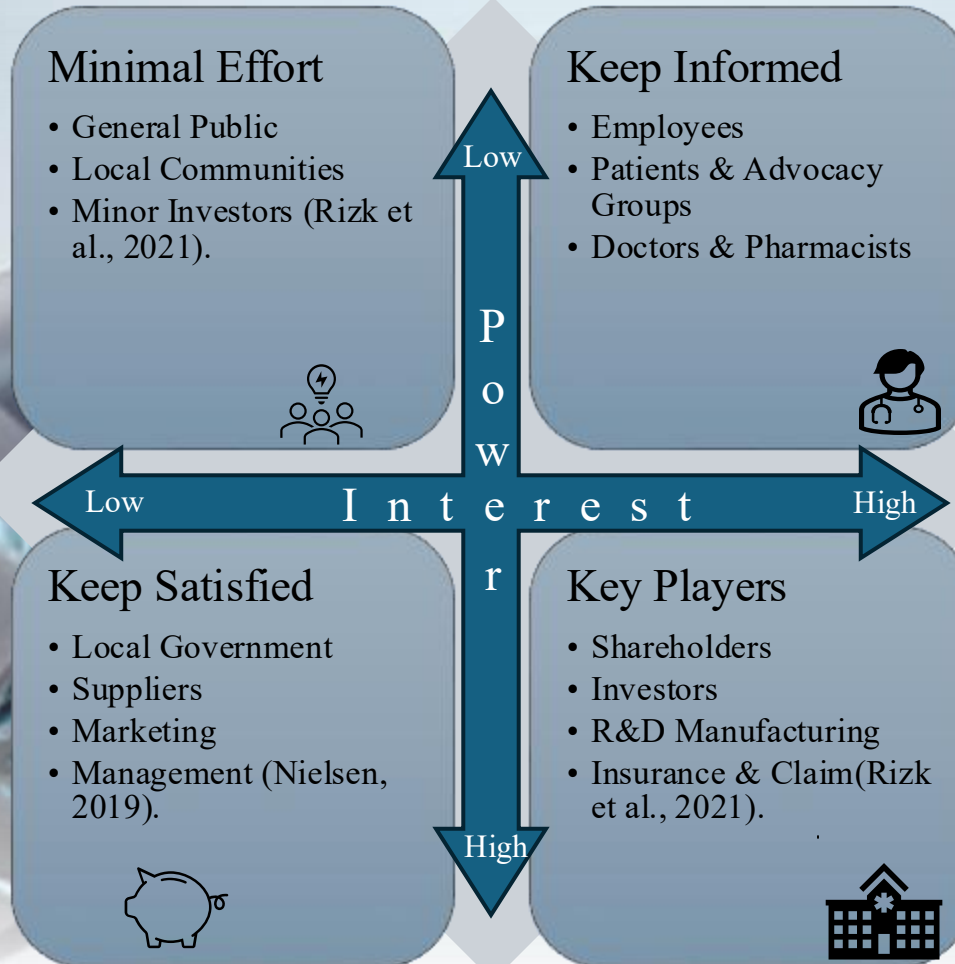 Minimal Effort
• General Public
• Local Communities
• Minor Investors (Rizk et
al., 2021).
Keep Informed
• Employees
• Patients & Advocacy
Groups
• Doctors & Pharmacists
Low
Power
Low
Interest
High
Keep Satisfied
• Local Government
• Suppliers
• Marketing
• Management (Nielsen,
2019).
Key Players
• Shareholders
• Investors
• R&D Manufacturing
• Insurance & Claim(Rizk
et al., 2021).
High